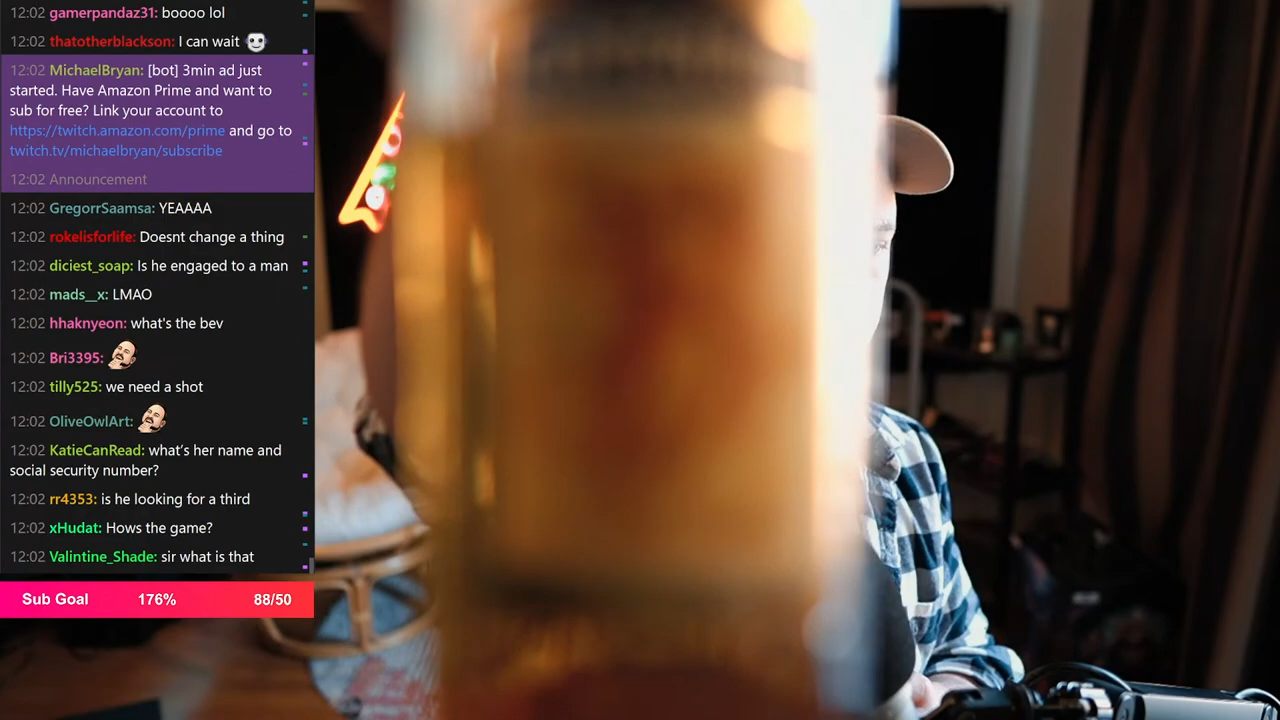 12:02 gamerpandaz31: boooo lol
12:02 thatotherblackson: I can wait
12:02 MichaelBryan: [bot] 3min ad just
started. Have Amazon Prime and want to
sub for free? Link your account to
https://twitch.amazon.com/prime and go to
twitch.tv/michaelbryan/subscribe
12:02 Announcement
12:02 GregorrSaamsa: YEAAAA
12:02 rokelisforlife: Doesnt change a thing
12:02 diciest_soap: Is he engaged to a man
12:02 mads__x: LMAO
12:02 hhaknyeon: what's the bev
12:02 Bri3395:
12:02 tilly525: we need a shot
12:02 OliveOwlArt:
12:02 KatieCanRead: what's her name and
social security number?
12:02 rr4353: is he looking for a third
12:02 xHudat: Hows the game?
12:02 Valintine_Shade: sir what is that
Sub Goal 176% 88/50